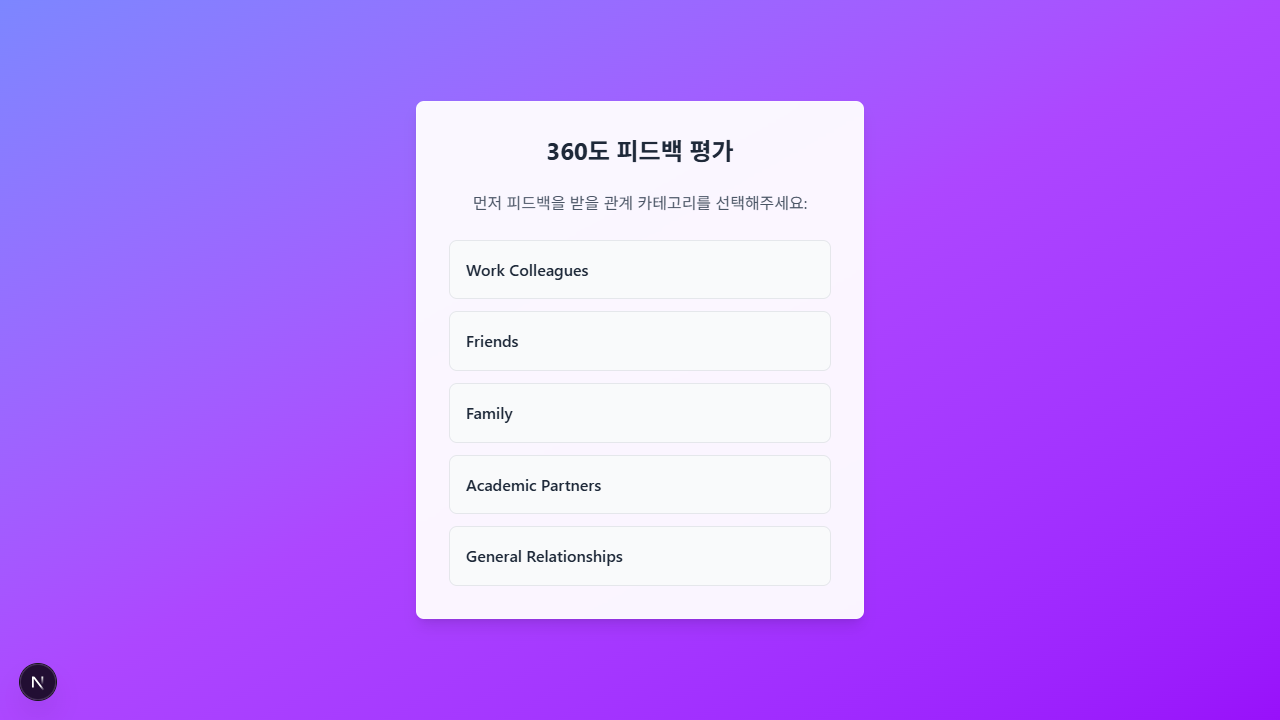 360도 피드백 평가
먼저 피드백을 받을 관계 카테고리를 선택해주세요:
Work Colleagues
Friends
Family
Academic Partners
General Relationships
N